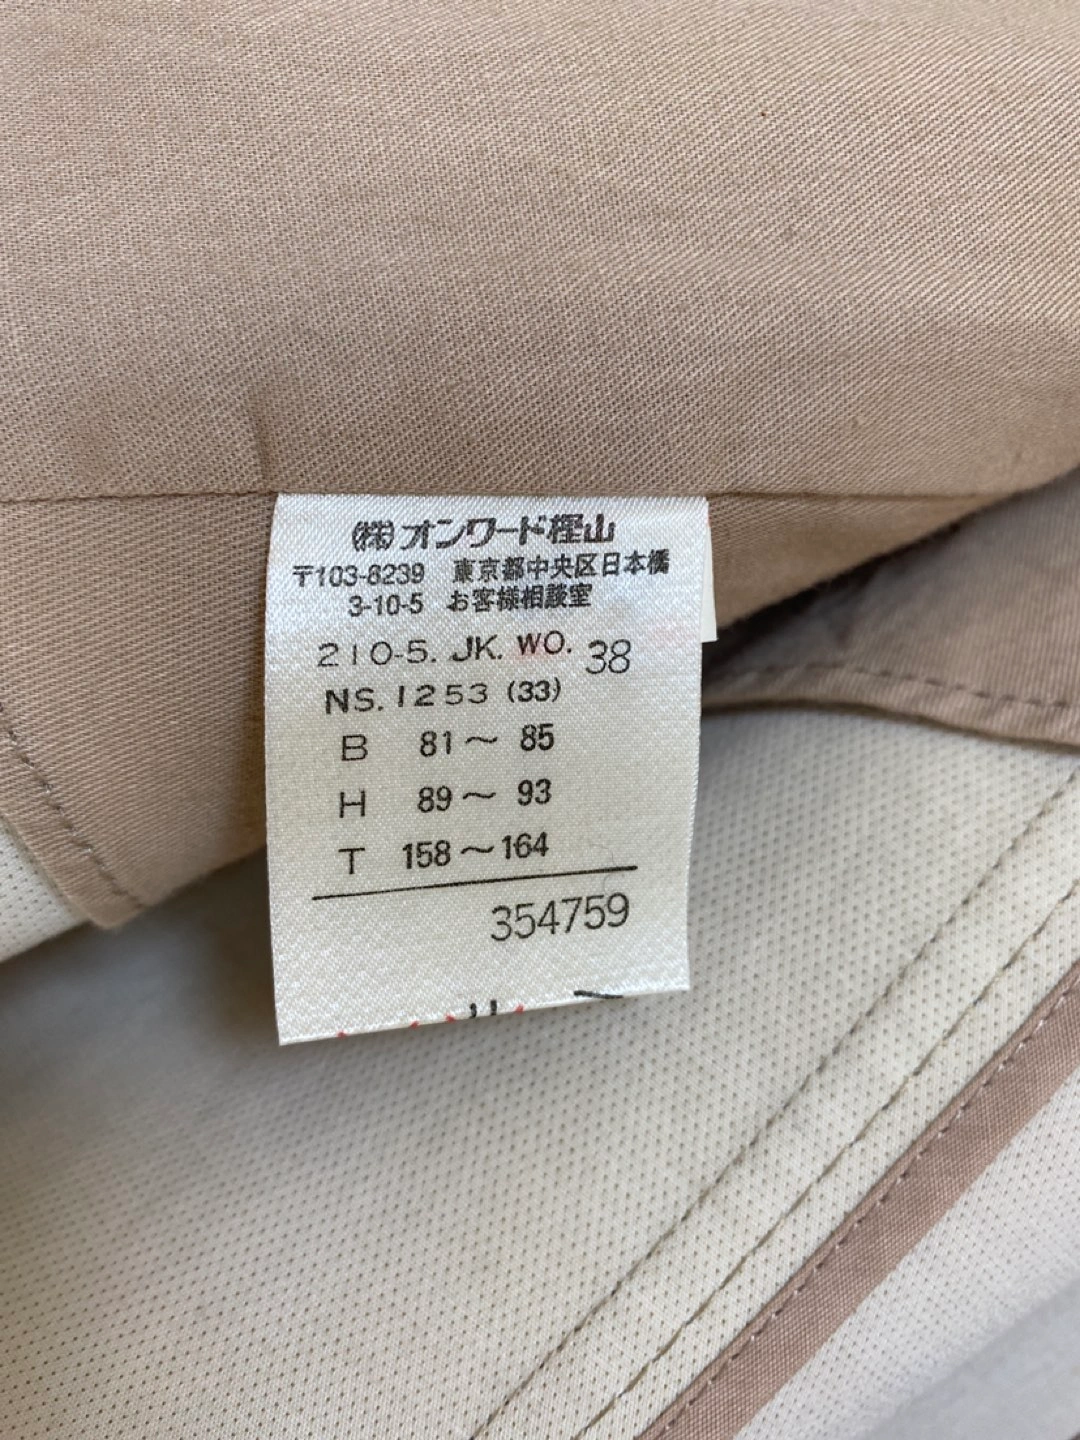 (株)オンワード樫山
〒103-8239 東京都中央区日本橋
3-10-5 お客様相談室
210-5. JK. WO. 38
NS. 1253 (33)
B 81～ 85
H 89～ 93
T 158～164
354759